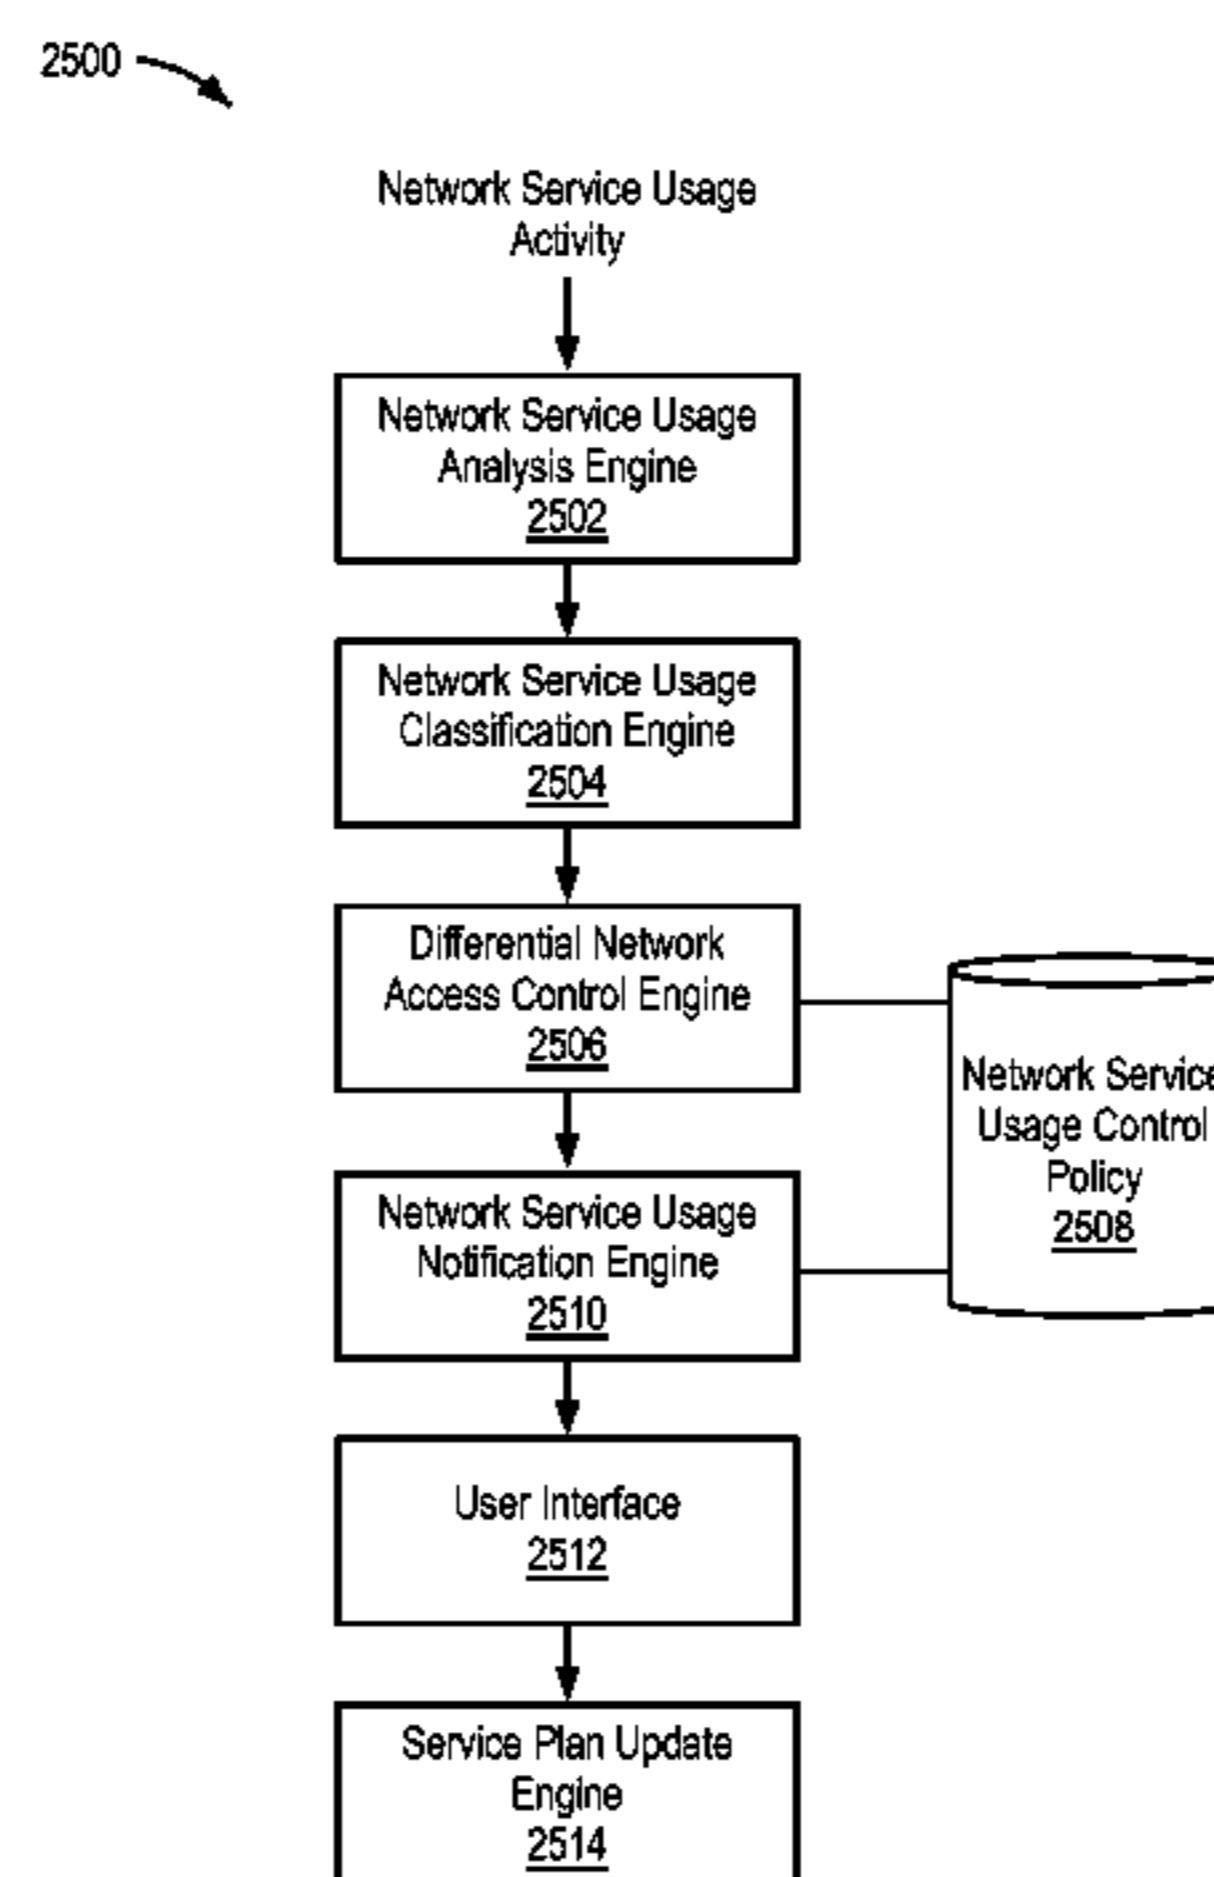 2500
Network Service Usage
Activity
Network Service Usage
Analysis Engine
2502
Network Service Usage
Classification Engine
2504
Differential Network
Access Control Engine
2506
Network Service
Usage Control
Policy
2508
Network Service Usage
Notification Engine
2510
User Interface
2512
Service Plan Update
Engine
2514